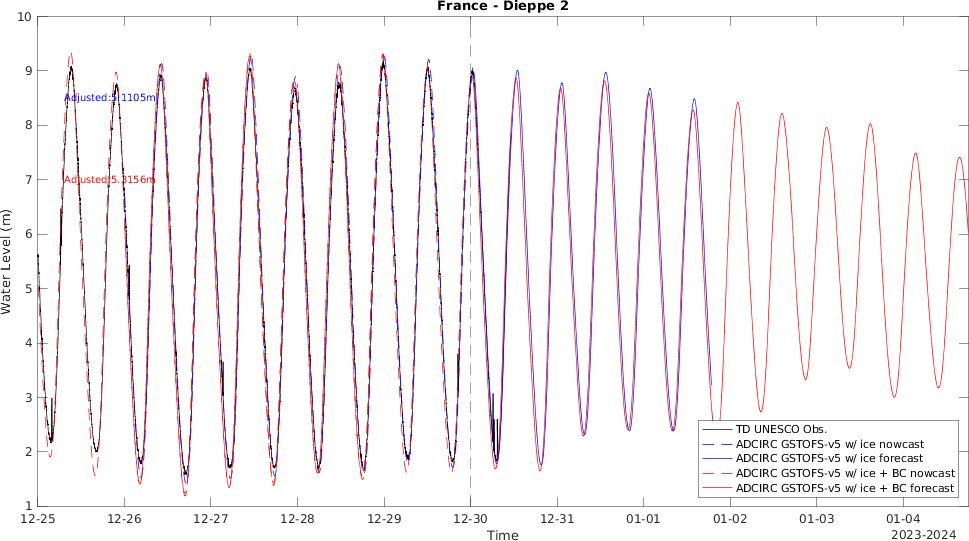 France - Dieppe 2
Water Level (m)
10
9
8
7
6
5
4
3
2
1
Adjusted:5.1105m
Adjusted:5.3156m
TD UNESCO Obs.
ADCIRC GSTOFS-v5 w/ ice nowcast
ADCIRC GSTOFS-v5 w/ ice forecast
ADCIRC GSTOFS-v5 w/ ice + BC nowcast
ADCIRC GSTOFS-v5 w/ ice + BC forecast
12-25 12-26 12-27 12-28 12-29 12-30 12-31 01-01 01-02 01-03 01-04
Time
2023-2024